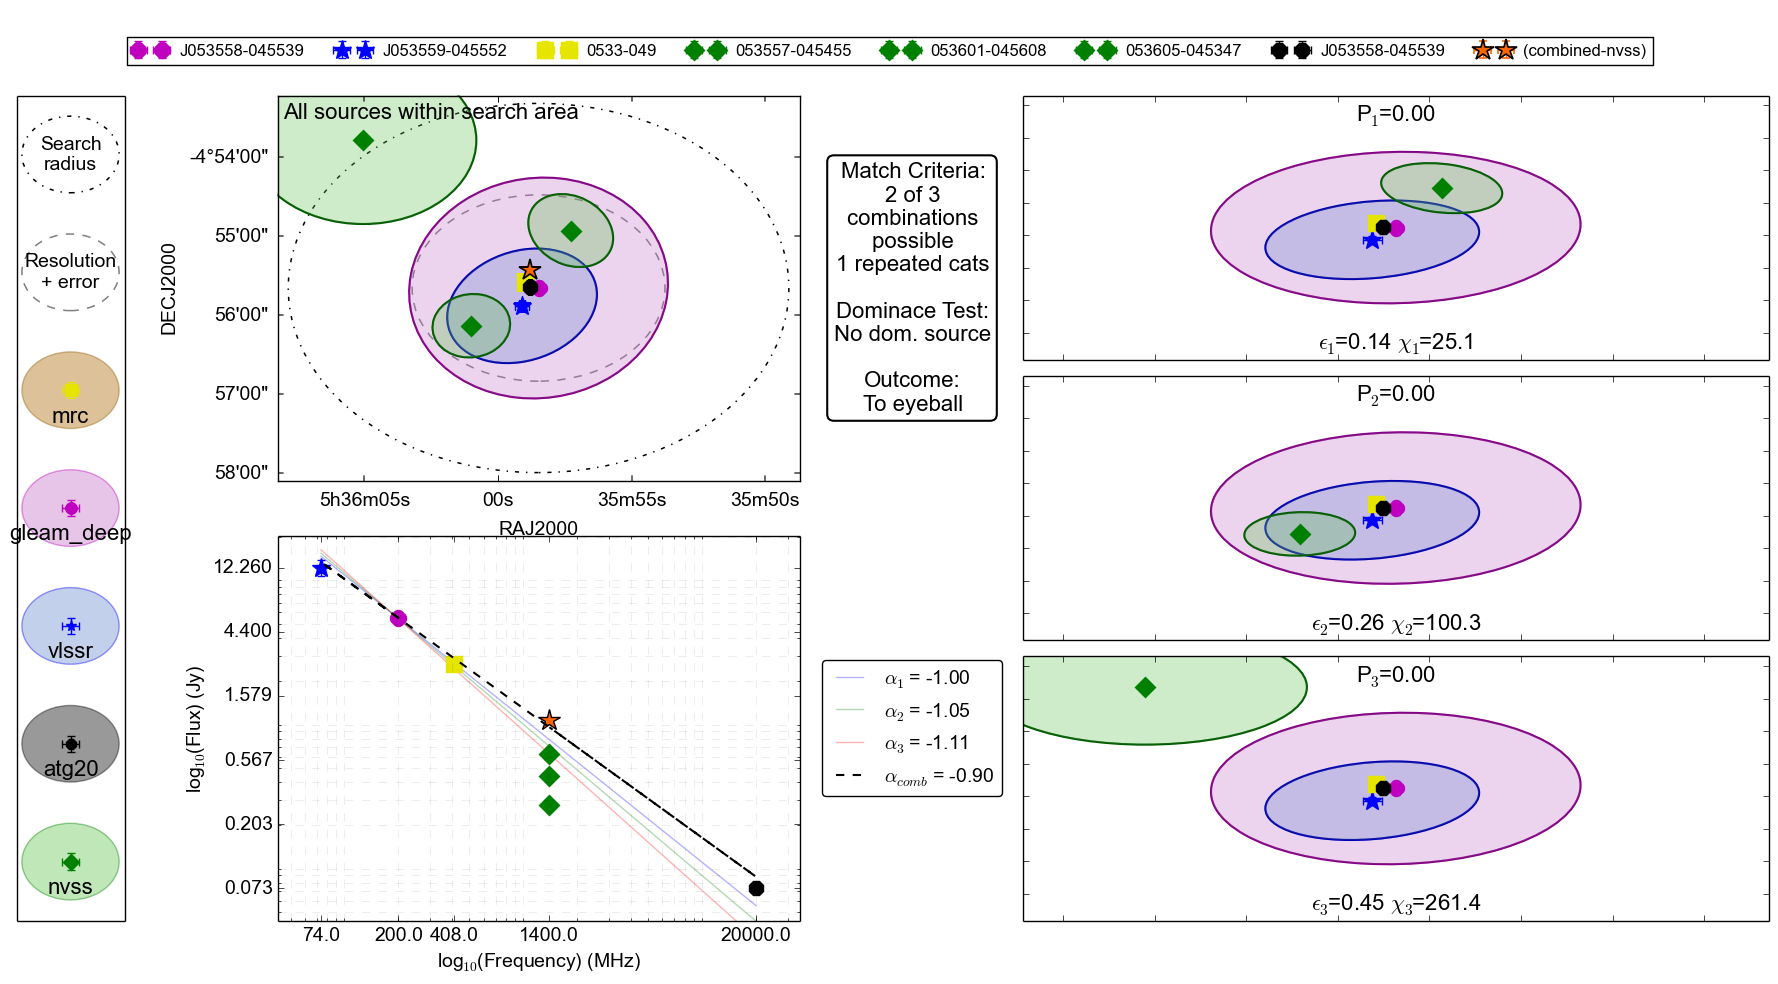 J053558-045539 J053559-045552 0533-049 053557-045455 053601-045608 053605-045347 J053558-045539 (combined-nvss)
Search
radius
Resolution
+ error
mrc
gleam_deep
vlssr
atg20
nvss
All sources within search area
-4°54'00"
55'00"
56'00"
57'00"
58'00"
DECJ2000
5h36m05s 00s 35m55s 35m50s
RAJ2000
12.260
4.400
1.579
0.567
0.203
0.073
log₁₀(Flux) (Jy)
74.0 200.0 408.0 1400.0 20000.0
log₁₀(Frequency) (MHz)
Match Criteria:
2 of 3
combinations
possible
1 repeated cats
Dominace Test:
No dom. source
Outcome:
To eyeball
α₁ = -1.00
α₂ = -1.05
α₃ = -1.11
α_comb = -0.90
P₁=0.00
ϵ₁=0.14 χ₁=25.1
P₂=0.00
ϵ₂=0.26 χ₂=100.3
P₃=0.00
ϵ₃=0.45 χ₃=261.4